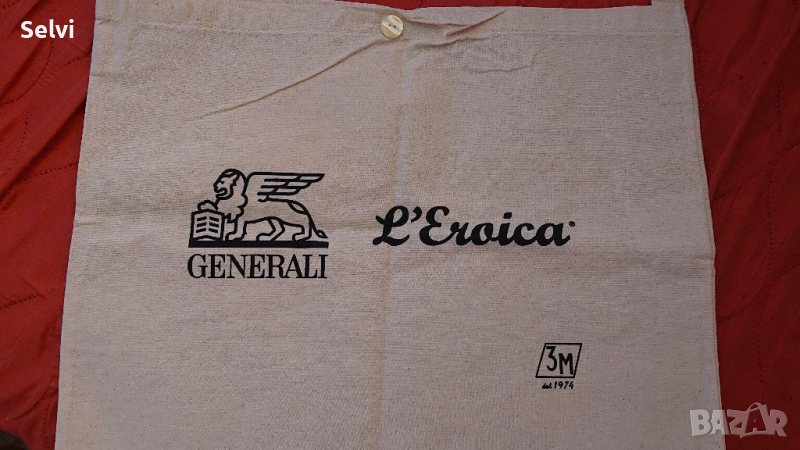 Selvi
GENERALI
L'Eroica
3M
dal 1974
BAZAR